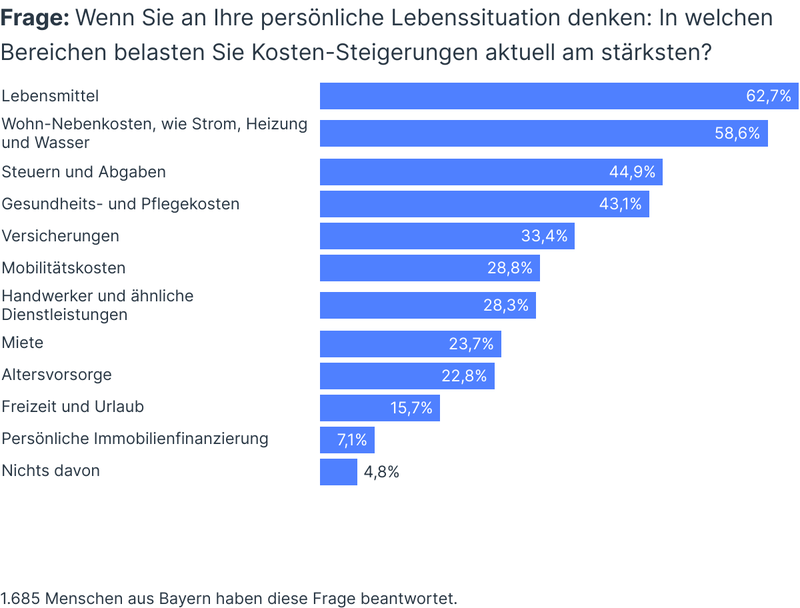 Frage: Wenn Sie an Ihre persönliche Lebenssituation denken: In welchen
Bereichen belasten Sie Kosten-Steigerungen aktuell am stärksten?
Lebensmittel 62,7%
Wohn-Nebenkosten, wie Strom, Heizung
und Wasser 58,6%
Steuern und Abgaben 44,9%
Gesundheits- und Pflegekosten 43,1%
Versicherungen 33,4%
Mobilitätskosten 28,8%
Handwerker und ähnliche
Dienstleistungen 28,3%
Miete 23,7%
Altersvorsorge 22,8%
Freizeit und Urlaub 15,7%
Persönliche Immobilienfinanzierung 7,1%
Nichts davon 4,8%
1.685 Menschen aus Bayern haben diese Frage beantwortet.